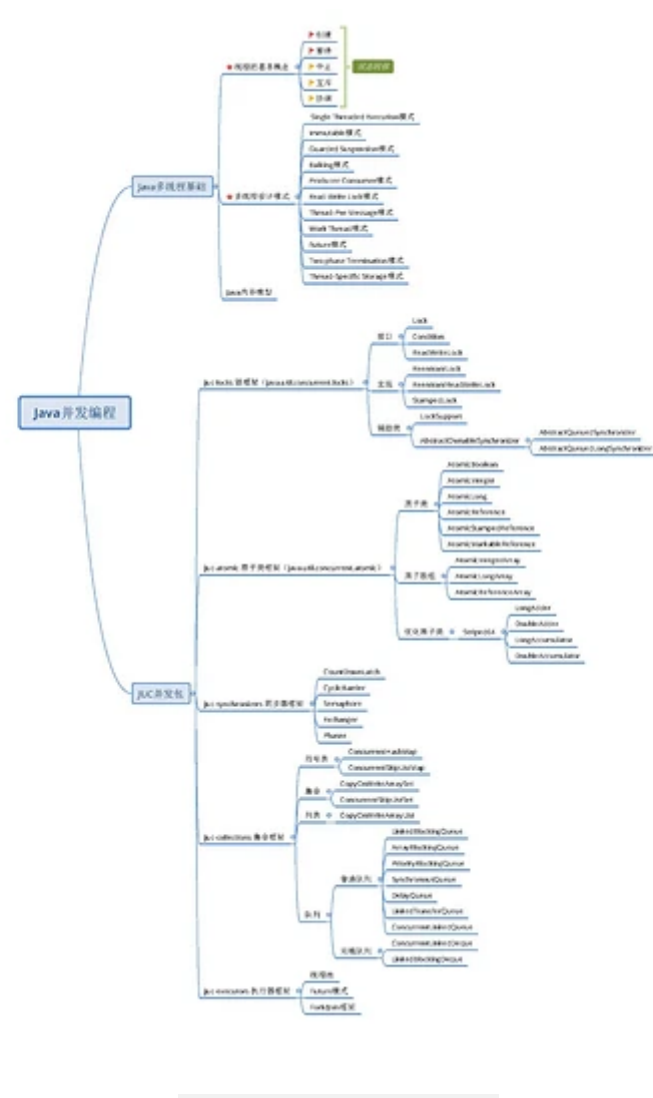 创建
暂停
中止
互斥
协调
线程的基本概念
状态转换
Single Threaded Execution模式
Immutable模式
Guarded Suspension模式
Balking模式
Producer-Consumer模式
Read-Write Lock模式
Thread-Per-Message模式
Work Thread模式
Future模式
Two-phase Termination模式
Thread-Specific Storage模式
多线程设计模式
Java多线程基础
Java内存模型
Java并发编程
Lock
Condition
ReadWriteLock
接口
ReentrantLock
ReentrantReadWriteLock
StampedLock
实现
juc-locks 锁框架（java.util.concurrent.locks）
LockSupport
辅助类
AbstractOwnableSynchronizer
AbstractQueuedSynchronizer
AbstractQueuedLongSynchronizer
AtomicBoolean
AtomicInteger
AtomicLong
AtomicReference
AtomicStampedReference
AtomicMarkableReference
原子类
juc-atomic 原子类框架（java.util.concurrent.atomic）
AtomicIntegerArray
AtomicLongArray
AtomicReferenceArray
原子数组
LongAdder
DoubleAdder
LongAccumulator
DoubleAccumulator
优化原子类
Striped64
JUC并发包
CountDownLatch
CyclicBarrier
Semaphore
Exchanger
Phaser
juc-synchronizers 同步器框架
ConcurrentHashMap
ConcurrentSkipListMap
CopyOnWriteArraySet
ConcurrentSkipListSet
集合
列表
CopyOnWriteArrayList
juc-collections 集合框架
LinkedBlockingQueue
ArrayBlockingQueue
PriorityBlockingQueue
SynchronousQueue
DelayQueue
LinkedTransferQueue
ConcurrentLinkedQueue
普通队列
队列
双端队列
ConcurrentLinkedDeque
LinkedBlockingDeque
juc-executors 执行器框架
线程池
Future模式
Fork/Join框架